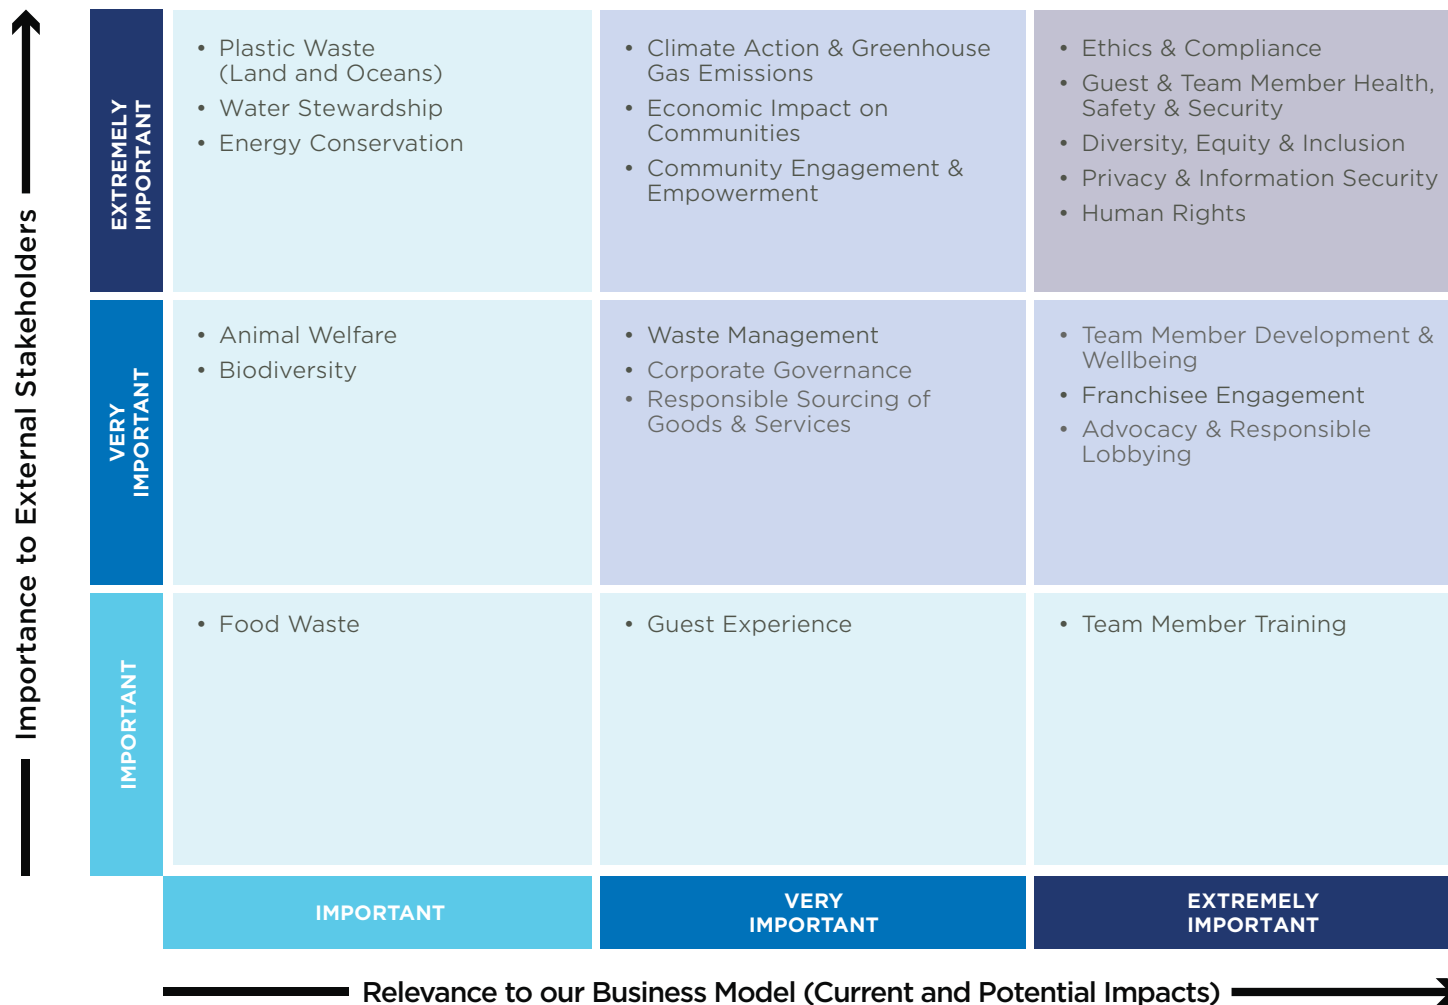 Importance to External Stakeholders
EXTREMELY
IMPORTANT
• Plastic Waste
(Land and Oceans)
• Water Stewardship
• Energy Conservation
• Climate Action & Greenhouse
Gas Emissions
• Economic Impact on
Communities
• Community Engagement &
Empowerment
• Ethics & Compliance
• Guest & Team Member Health,
Safety & Security
• Diversity, Equity & Inclusion
• Privacy & Information Security
• Human Rights
VERY
IMPORTANT
• Animal Welfare
• Biodiversity
• Waste Management
• Corporate Governance
• Responsible Sourcing of
Goods & Services
• Team Member Development &
Wellbeing
• Franchisee Engagement
• Advocacy & Responsible
Lobbying
IMPORTANT
• Food Waste
• Guest Experience
• Team Member Training
IMPORTANT
VERY
IMPORTANT
EXTREMELY
IMPORTANT
Relevance to our Business Model (Current and Potential Impacts)